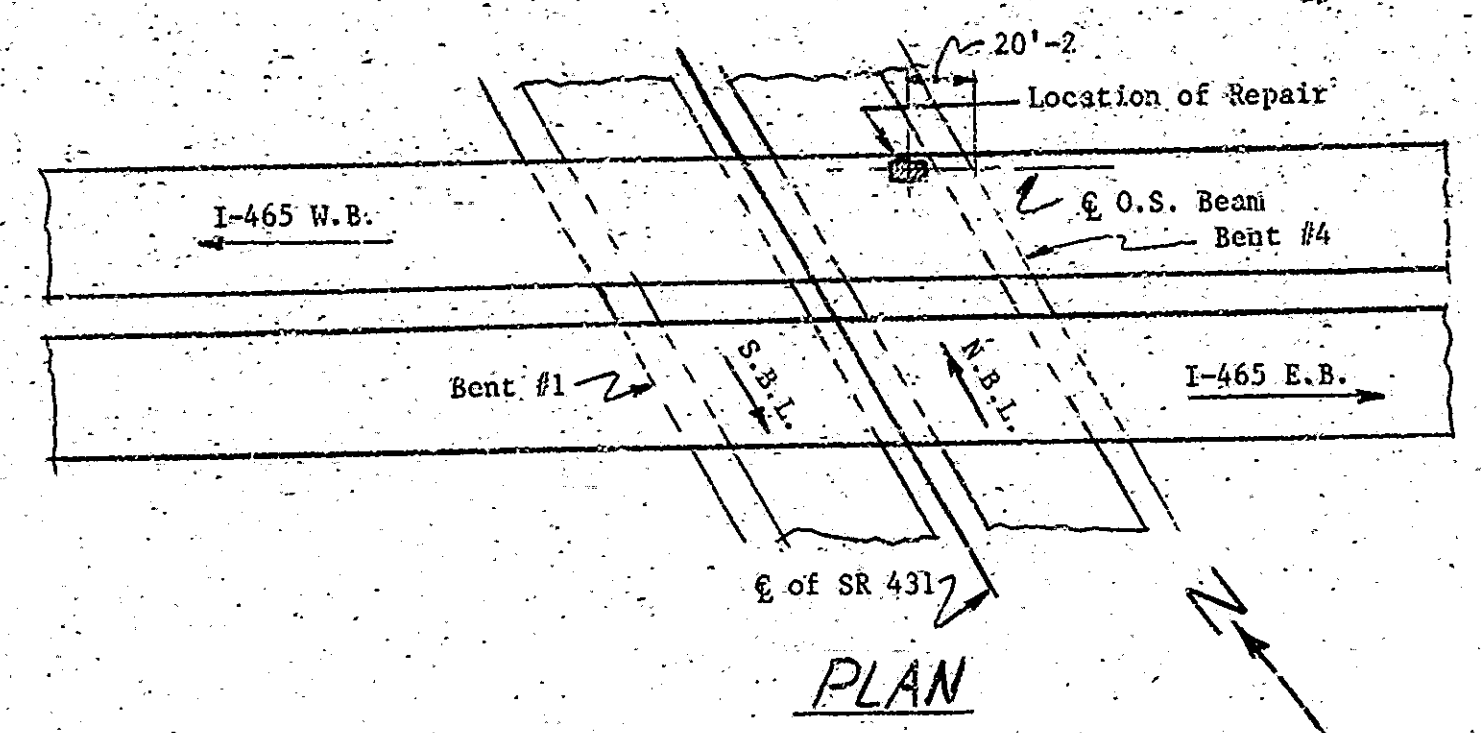 20'-2
Location of Repair
I-465 W.B.
℄ O.S. Beam
Bent #4
S.B.L.
N.B.L.
Bent #1
I-465 E.B.
℄ of SR 431
N
PLAN